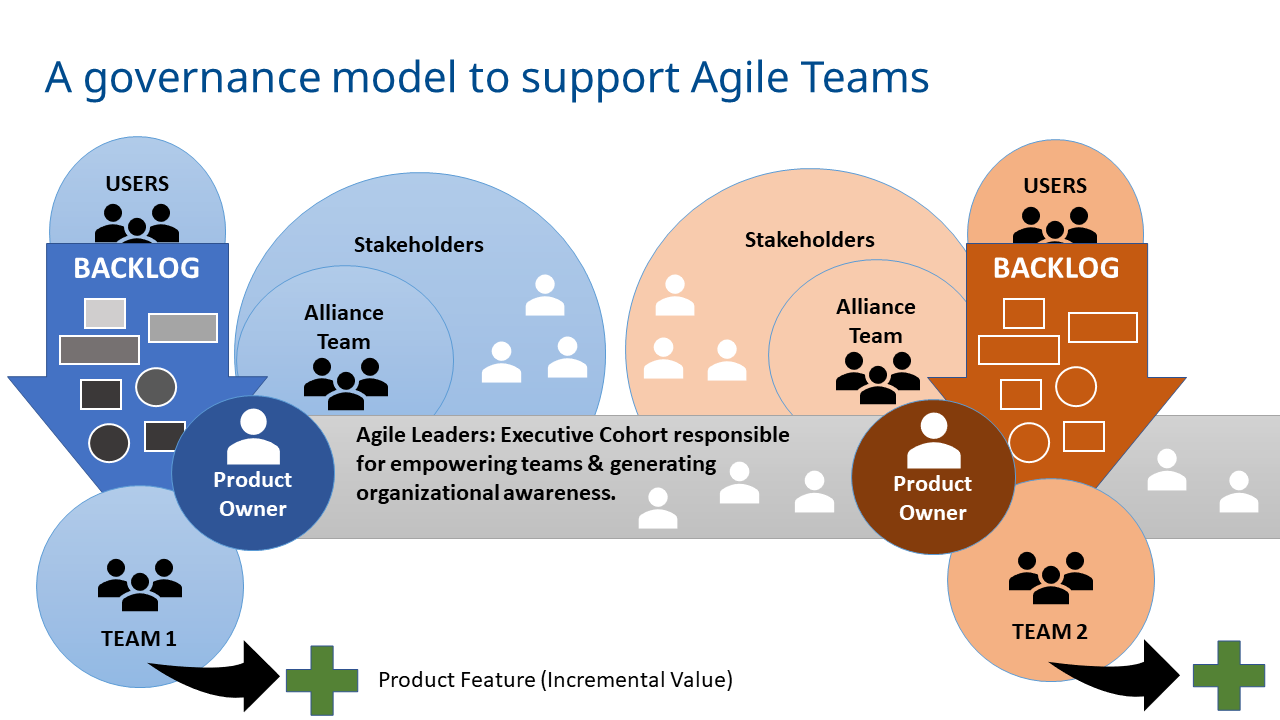 A governance model to support Agile Teams
USERS
BACKLOG
Stakeholders
Alliance
Team
Stakeholders
Alliance
Team
USERS
BACKLOG
Product
Owner
Agile Leaders: Executive Cohort responsible
for empowering teams & generating
organizational awareness.
Product
Owner
TEAM 1
TEAM 2
Product Feature (Incremental Value)